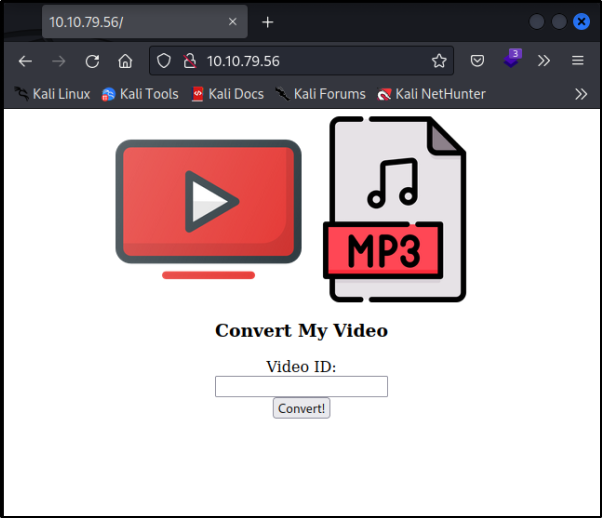 10.10.79.56/
10.10.79.56
3
Kali Linux Kali Tools Kali Docs Kali Forums Kali NetHunter
MP3
Convert My Video
Video ID:
Convert!